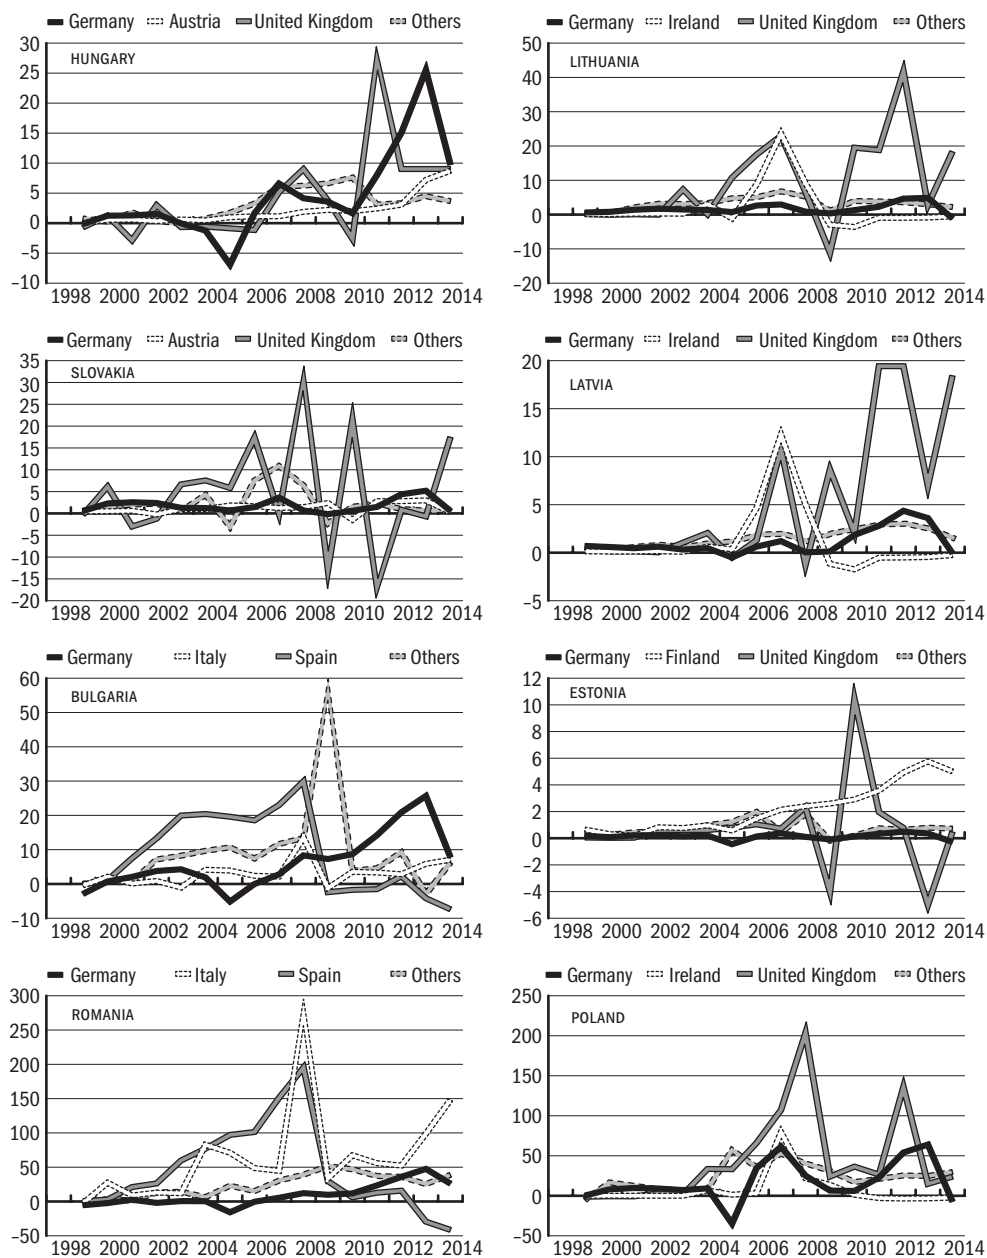 Germany Austria United Kingdom Others
HUNGARY
30
25
20
15
10
5
0
–5
–10
1998 2000 2002 2004 2006 2008 2010 2012 2014
Germany Ireland United Kingdom Others
LITHUANIA
50
40
30
20
10
0
–10
–20
1998 2000 2002 2004 2006 2008 2010 2012 2014
Germany Austria United Kingdom Others
SLOVAKIA
35
30
25
20
15
10
5
0
–5
–10
–15
–20
1998 2000 2002 2004 2006 2008 2010 2012 2014
Germany Ireland United Kingdom Others
LATVIA
20
15
10
5
0
–5
1998 2000 2002 2004 2006 2008 2010 2012 2014
Germany Italy Spain Others
BULGARIA
60
50
40
30
20
10
0
–10
1998 2000 2002 2004 2006 2008 2010 2012 2014
Germany Finland United Kingdom Others
ESTONIA
12
10
8
6
4
2
0
–2
–4
–6
1998 2000 2002 2004 2006 2008 2010 2012 2014
Germany Italy Spain Others
ROMANIA
300
250
200
150
100
50
0
–50
1998 2000 2002 2004 2006 2008 2010 2012 2014
Germany Ireland United Kingdom Others
POLAND
250
200
150
100
50
0
–50
1998 2000 2002 2004 2006 2008 2010 2012 2014